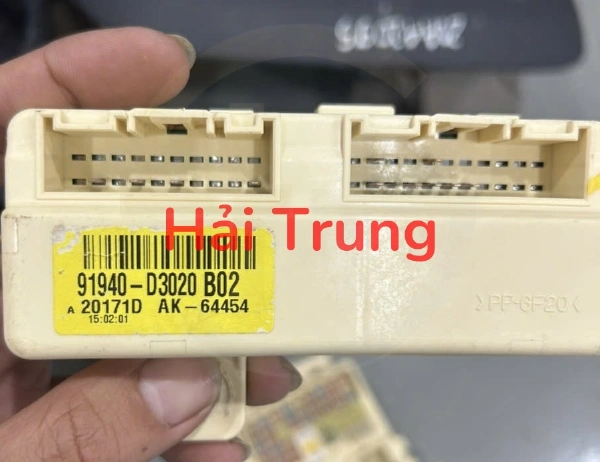 Hải Trung
91940-D3020 B02
A 20171D AK-64454
15:02:01
>PP-GF20<